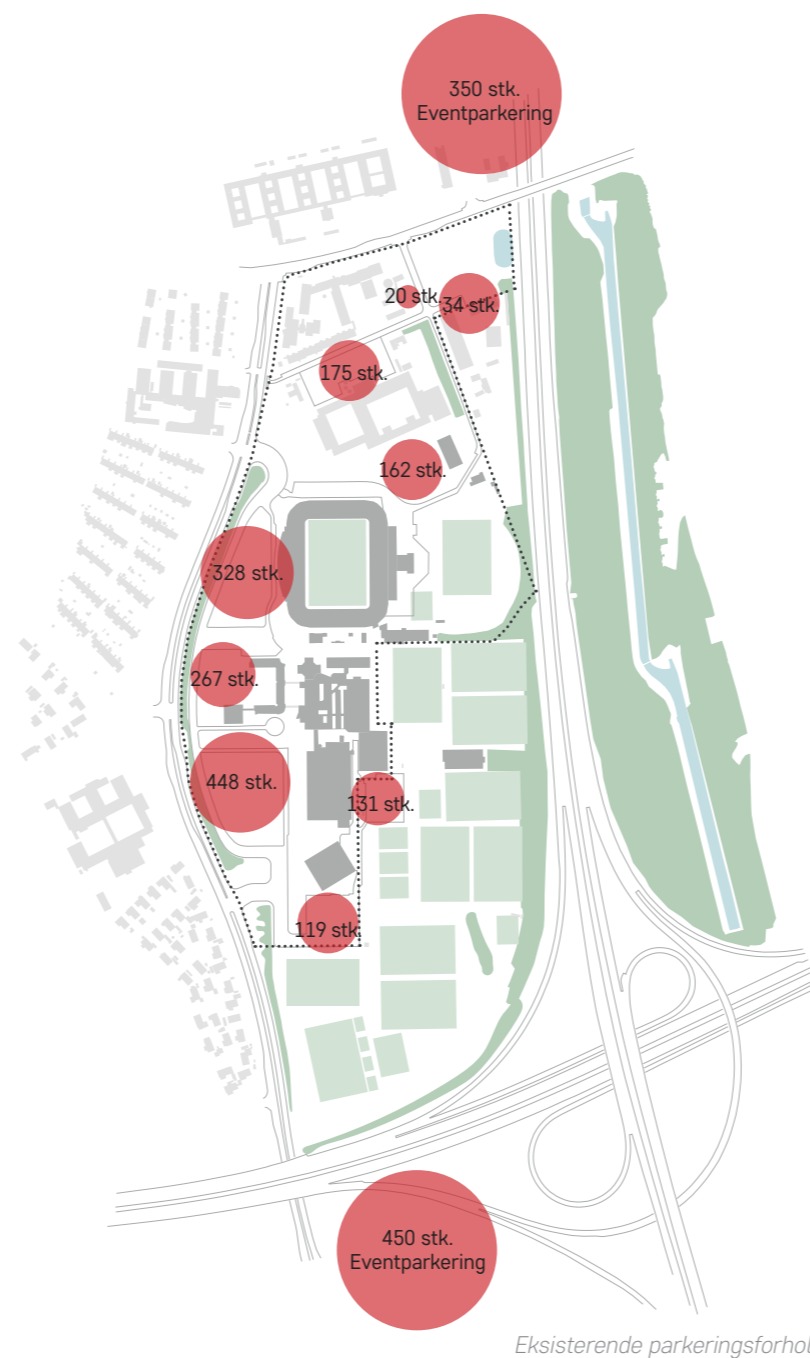 350 stk.
Eventparkering
20 stk.
34 stk.
175 stk.
162 stk.
328 stk.
267 stk.
448 stk.
131 stk.
119 stk.
450 stk.
Eventparkering
Eksisterende parkeringsforhol